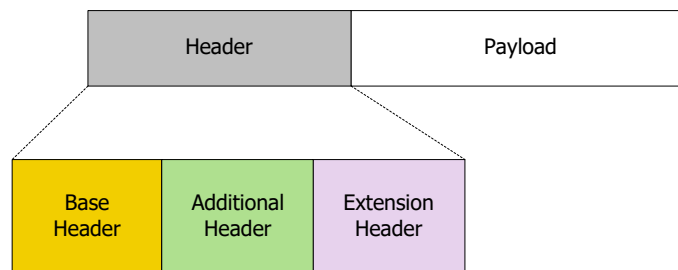 Header
Payload
Base
Header
Additional
Header
Extension
Header